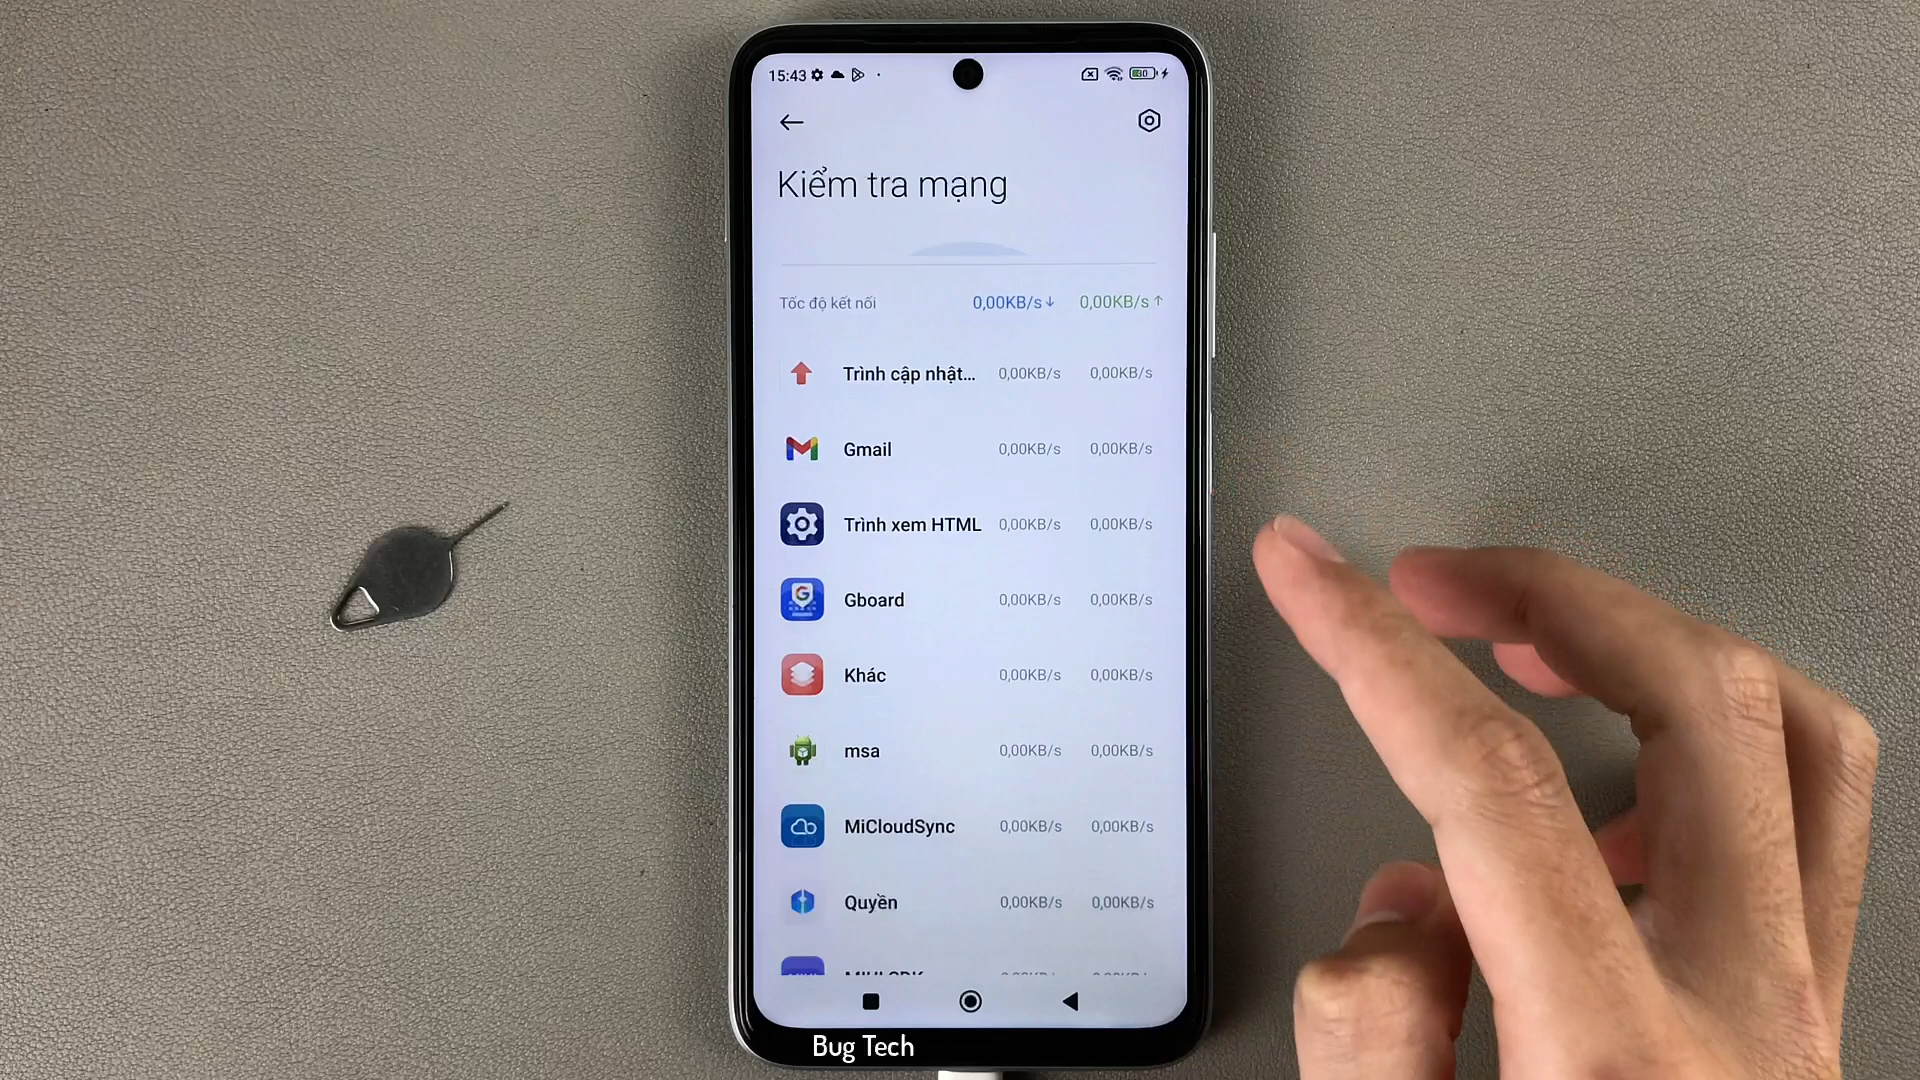 15:43
30
Kiểm tra mạng
Tốc độ kết nối 0,00KB/s↓ 0,00KB/s↑
Trình cập nhật... 0,00KB/s 0,00KB/s
Gmail 0,00KB/s 0,00KB/s
Trình xem HTML 0,00KB/s 0,00KB/s
Gboard 0,00KB/s 0,00KB/s
Khác 0,00KB/s 0,00KB/s
msa 0,00KB/s 0,00KB/s
MiCloudSync 0,00KB/s 0,00KB/s
Quyền 0,00KB/s 0,00KB/s
Bug Tech